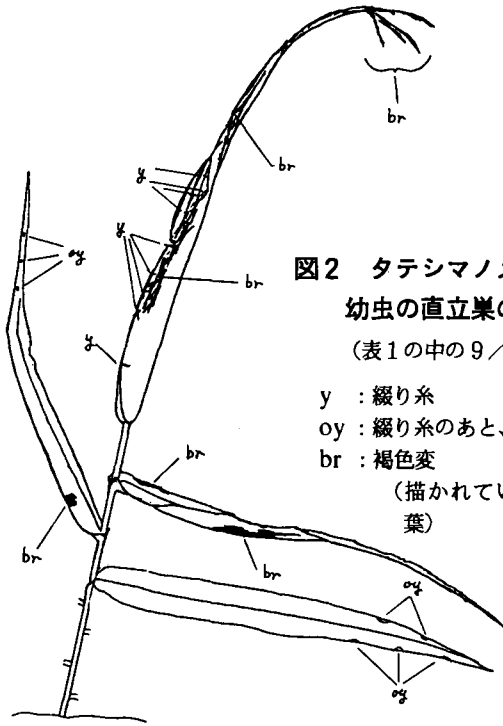 br
br
y
y
br
oy
y
br
br
br
oy
oy
図2 タテシマノメ
幼虫の直立巣の
(表1の中の9/
y :綴り糸
oy :綴り糸のあと、
br :褐色変
(描かれてい
葉)